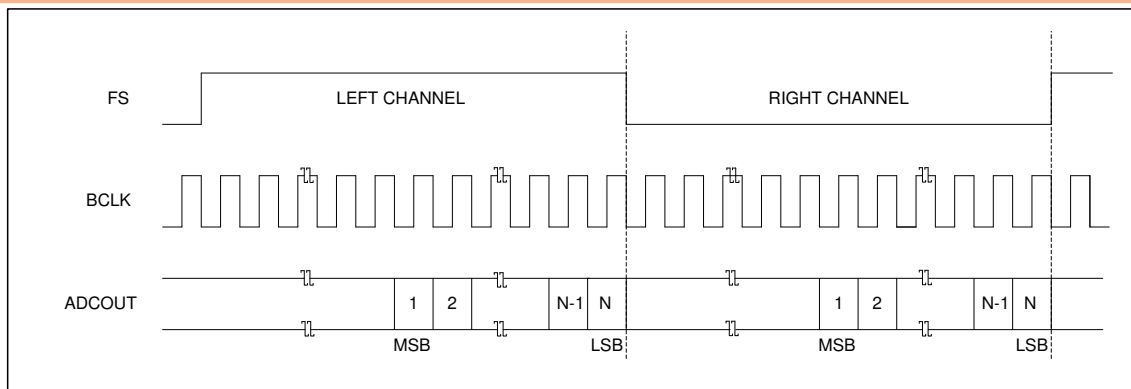 FS
LEFT CHANNEL
RIGHT CHANNEL
BCLK
ADCOUT
1 2 N-1 N 1 2 N-1 N
MSB LSB MSB LSB